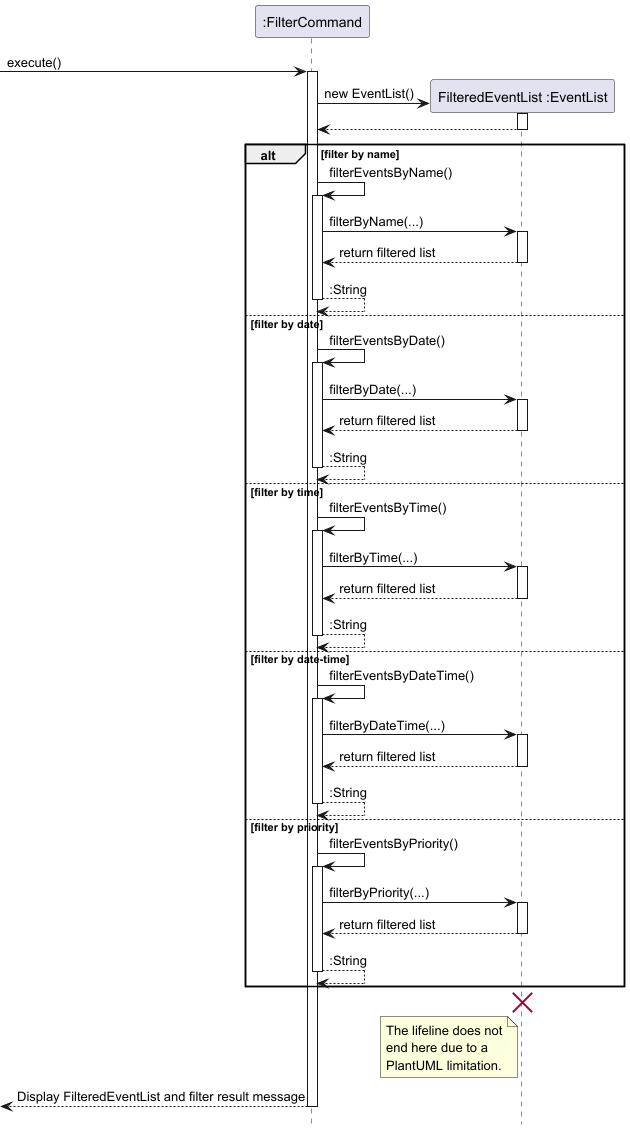 :FilterCommand
execute()
new EventList()
FilteredEventList :EventList
alt
[filter by name]
filterEventsByName()
filterByName(...)
return filtered list
:String
[filter by date]
filterEventsByDate()
filterByDate(...)
return filtered list
:String
[filter by time]
filterEventsByTime()
filterByTime(...)
return filtered list
:String
[filter by date-time]
filterEventsByDateTime()
filterByDateTime(...)
return filtered list
:String
[filter by priority]
filterEventsByPriority()
filterByPriority(...)
return filtered list
:String
The lifeline does not
end here due to a
PlantUML limitation.
Display FilteredEventList and filter result message